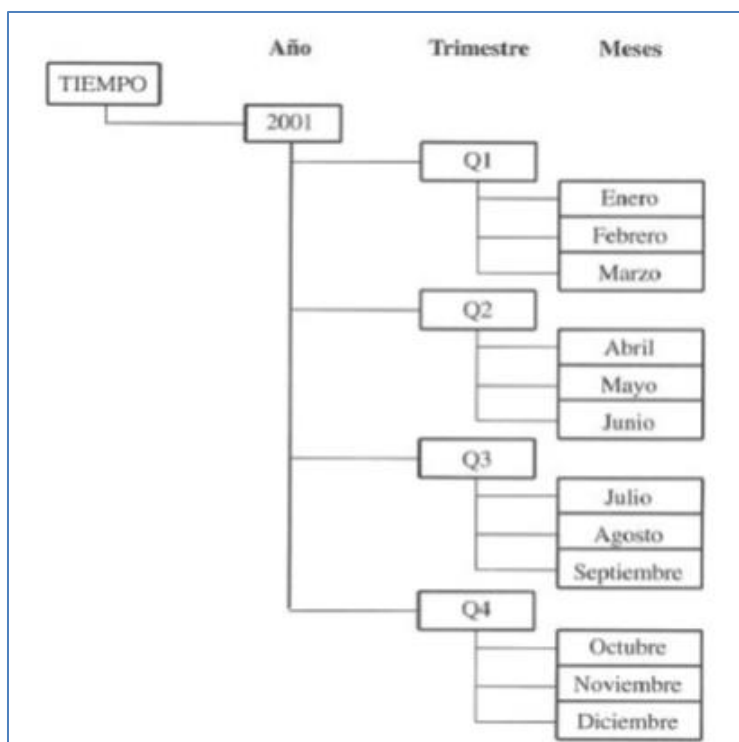 Año Trimestre Meses
TIEMPO
2001
Q1
Enero
Febrero
Marzo
Q2
Abril
Mayo
Junio
Q3
Julio
Agosto
Septiembre
Q4
Octubre
Noviembre
Diciembre